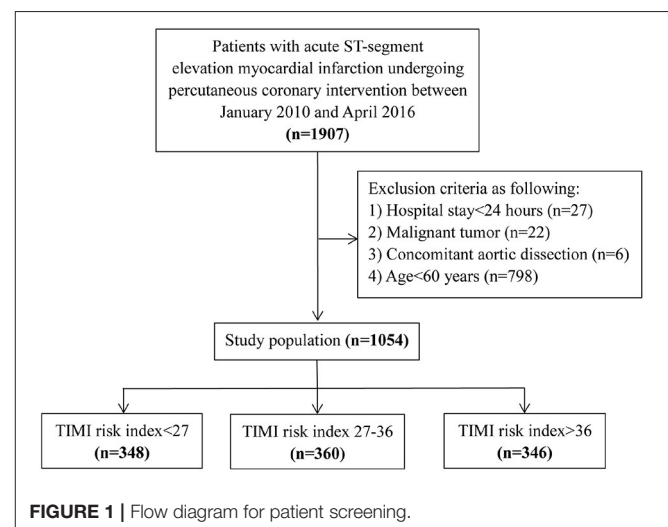 Patients with acute ST-segment
elevation myocardial infarction undergoing
percutaneous coronary intervention between
January 2010 and April 2016
(n=1907)
Exclusion criteria as following:
1) Hospital stay<24 hours (n=27)
2) Malignant tumor (n=22)
3) Concomitant aortic dissection (n=6)
4) Age<60 years (n=798)
Study population (n=1054)
TIMI risk index<27
(n=348)
TIMI risk index 27-36
(n=360)
TIMI risk index>36
(n=346)
FIGURE 1 | Flow diagram for patient screening.